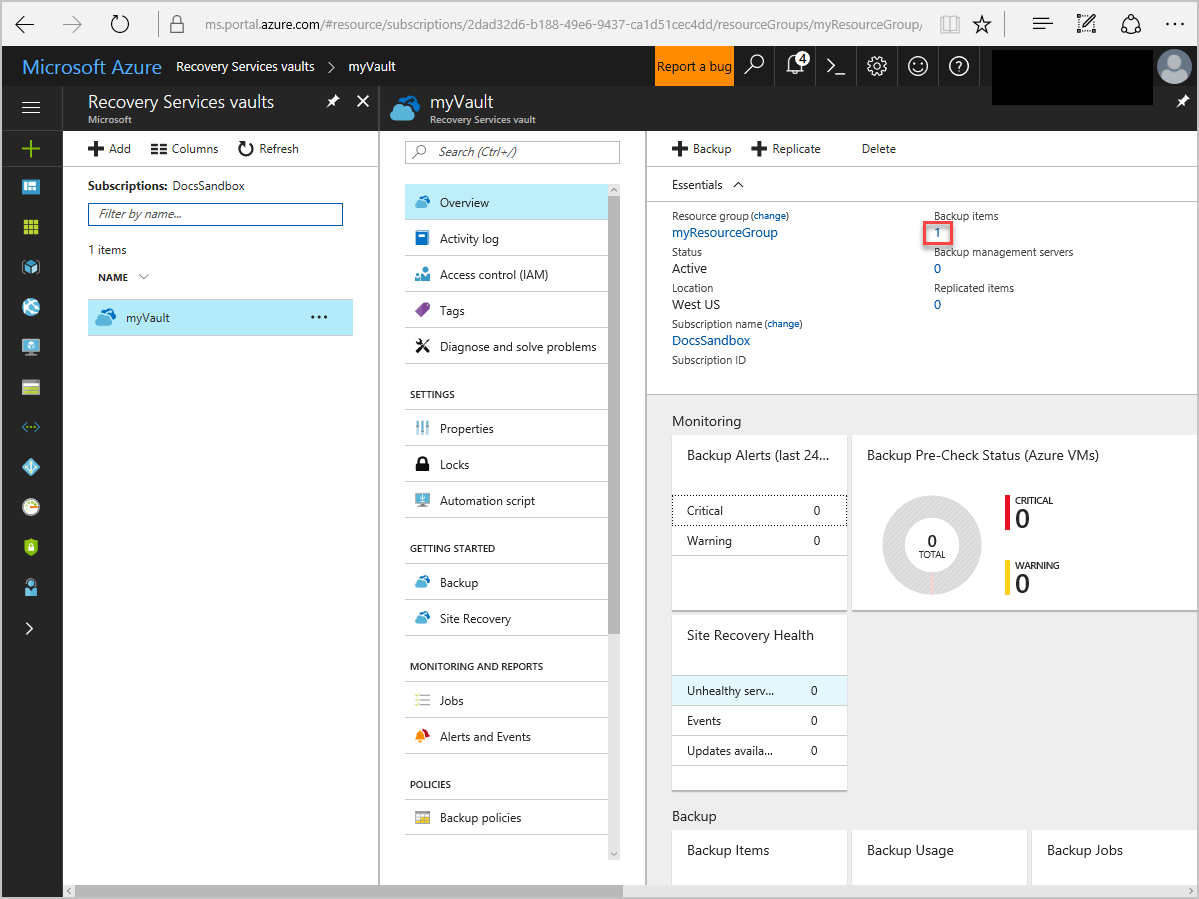 ms.portal.azure.com/#resource/subscriptions/2dad32d6-b188-49e6-9437-ca1d51cec4dd/resourceGroups/myResourceGroup/
Microsoft Azure Recovery Services vaults > myVault
Report a bug
4
Recovery Services vaults
Microsoft
Add
Columns
Refresh
Subscriptions: DocsSandbox
Filter by name...
1 items
NAME
myVault
myVault
Recovery Services vault
Search (Ctrl+/)
Overview
Activity log
Access control (IAM)
Tags
Diagnose and solve problems
SETTINGS
Properties
Locks
Automation script
GETTING STARTED
Backup
Site Recovery
MONITORING AND REPORTS
Jobs
Alerts and Events
POLICIES
Backup policies
Backup
Replicate
Delete
Essentials
Resource group (change)
myResourceGroup
Status
Active
Location
West US
Subscription name (change)
DocsSandbox
Subscription ID
Backup items
1
Backup management servers
0
Replicated items
0
Monitoring
Backup Alerts (last 24...
Critical 0
Warning 0
Backup Pre-Check Status (Azure VMs)
0
TOTAL
CRITICAL
0
WARNING
0
Site Recovery Health
Unhealthy serv... 0
Events 0
Updates availa... 0
Backup
Backup Items
Backup Usage
Backup Jobs